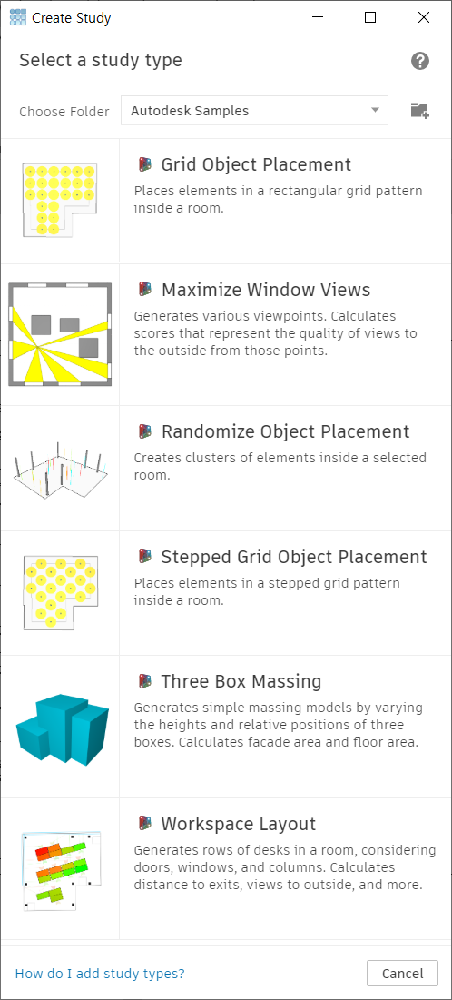 Create Study
Select a study type
Choose Folder
Autodesk Samples
Grid Object Placement
Places elements in a rectangular grid pattern
inside a room.
Maximize Window Views
Generates various viewpoints. Calculates
scores that represent the quality of views to
the outside from those points.
Randomize Object Placement
Creates clusters of elements inside a selected
room.
Stepped Grid Object Placement
Places elements in a stepped grid pattern
inside a room.
Three Box Massing
Generates simple massing models by varying
the heights and relative positions of three
boxes. Calculates facade area and floor area.
Workspace Layout
Generates rows of desks in a room, considering
doors, windows, and columns. Calculates
distance to exits, views to outside, and more.
How do I add study types?
Cancel